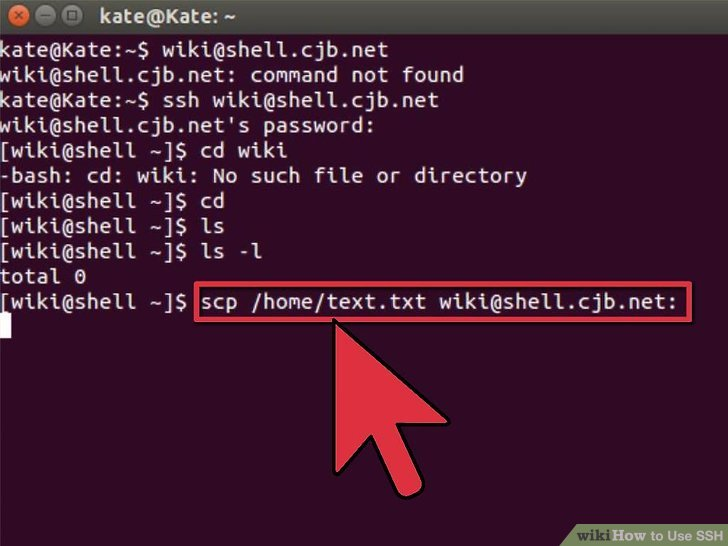 kate@Kate: ~
kate@Kate:~$ wiki@shell.cjb.net
wiki@shell.cjb.net: command not found
kate@Kate:~$ ssh wiki@shell.cjb.net
wiki@shell.cjb.net's password:
[wiki@shell ~]$ cd wiki
-bash: cd: wiki: No such file or directory
[wiki@shell ~]$ cd
[wiki@shell ~]$ ls
[wiki@shell ~]$ ls -l
total 0
[wiki@shell ~]$ scp /home/text.txt wiki@shell.cjb.net:
wikiHow to Use SSH